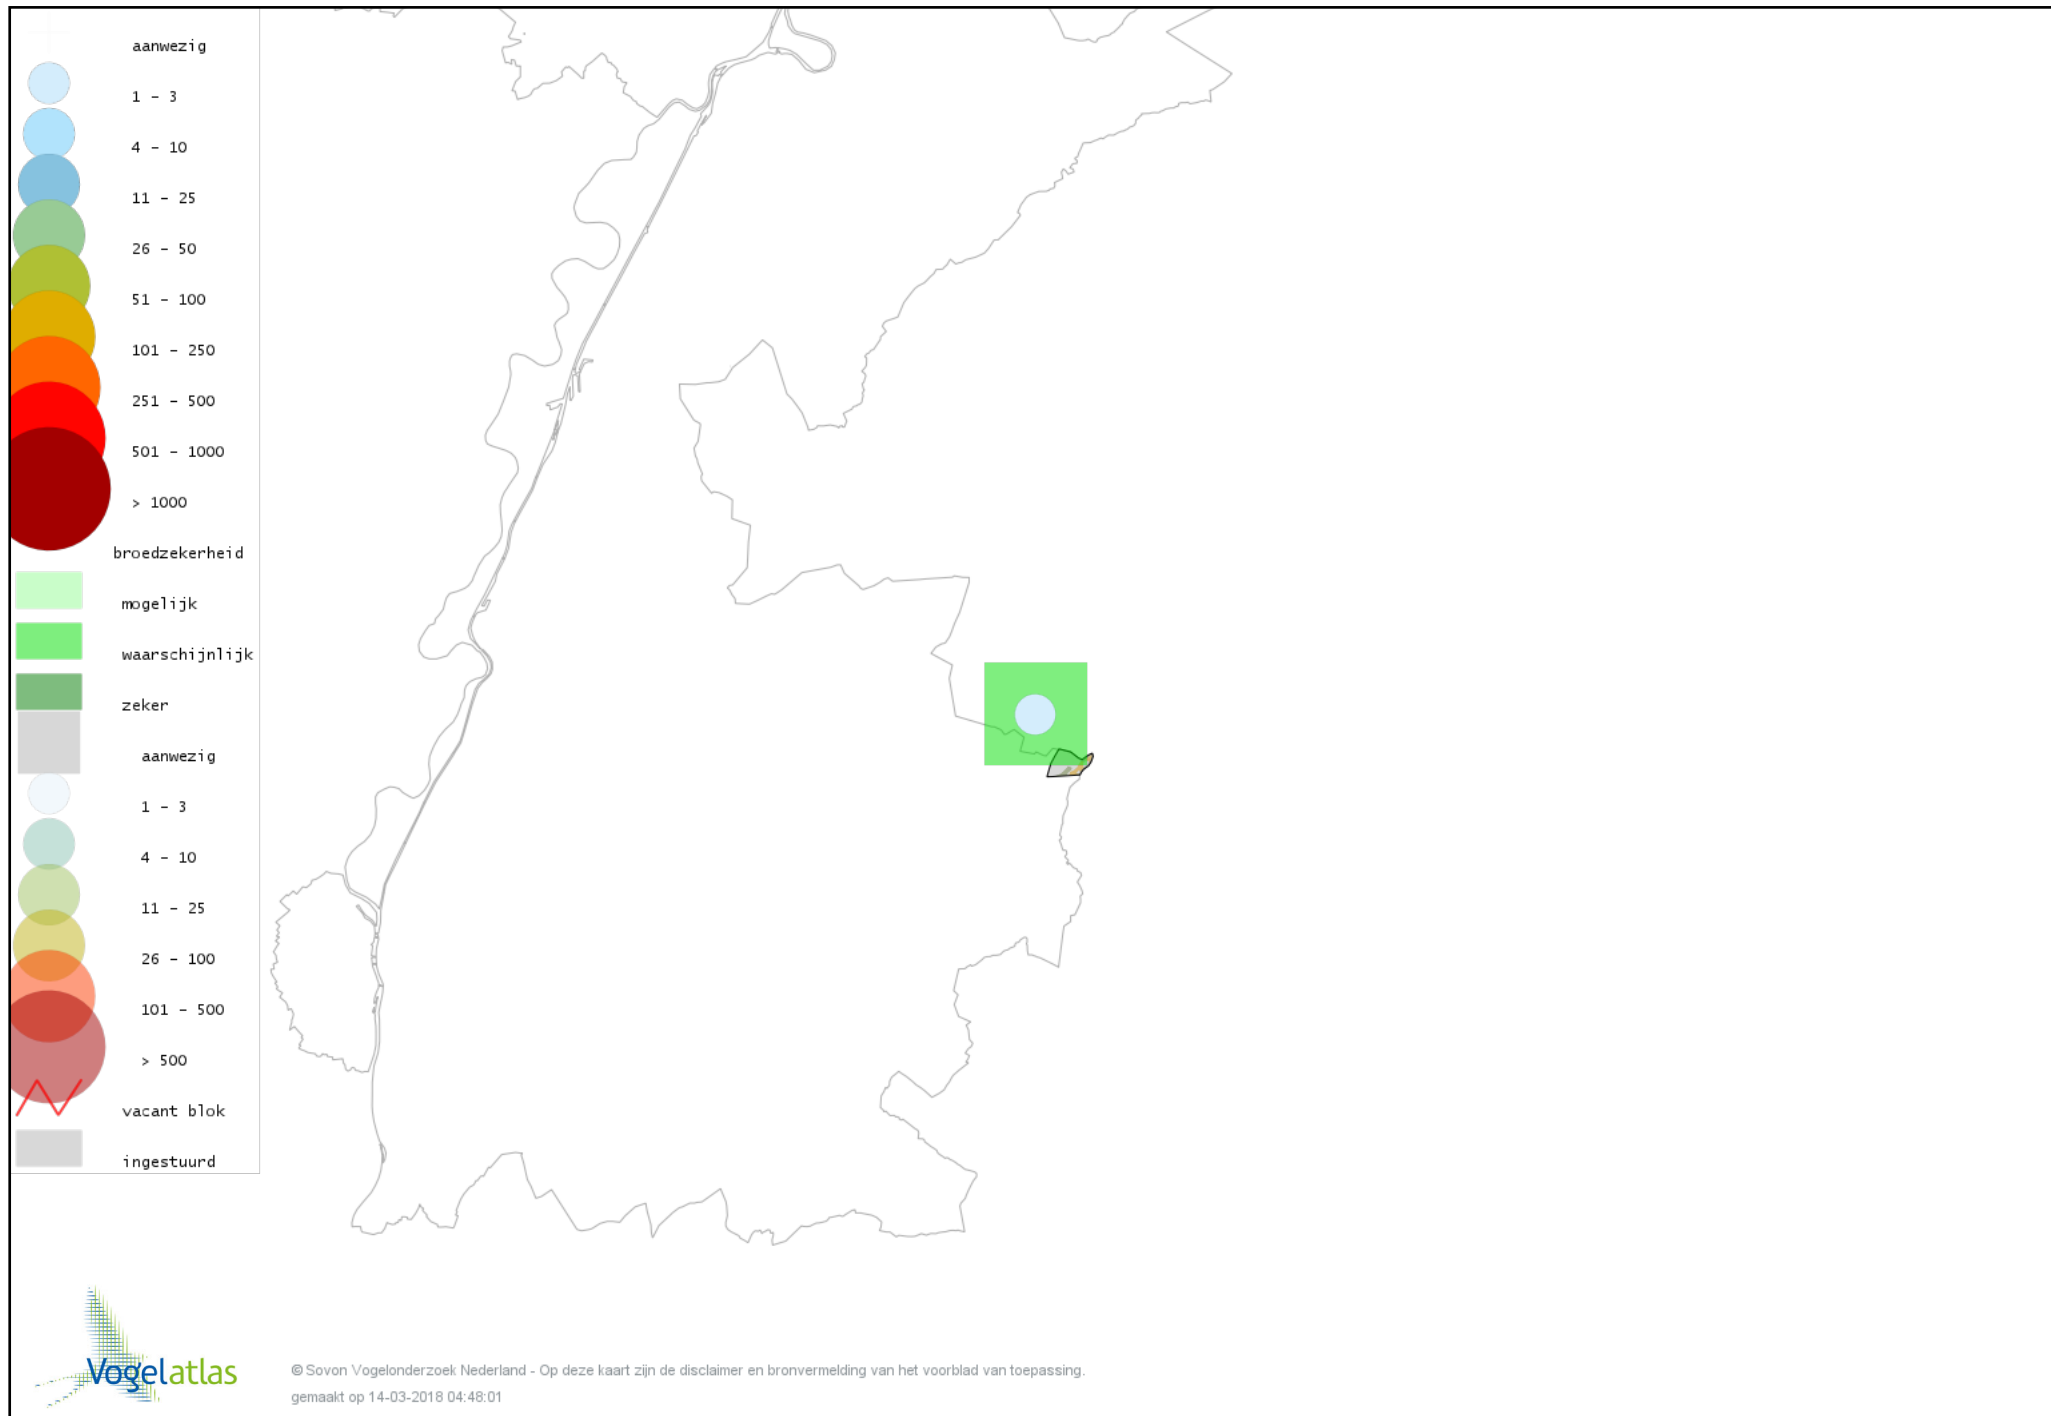 aanwezig
1 - 3
4 - 10
11 - 25
26 - 50
51 - 100
101 - 250
251 - 500
501 - 1000
> 1000
broedzekerheid
mogelijk
waarschijnlijk
zeker
aanwezig
1 - 3
4 - 10
11 - 25
26 - 100
101 - 500
> 500
vacant blok
ingestuurd
Vogelatlas
© Sovon Vogelonderzoek Nederland - Op deze kaart zijn de disclaimer en bronvermelding van het voorblad van toepassing.
gemaakt op 14-03-2018 04:48:01